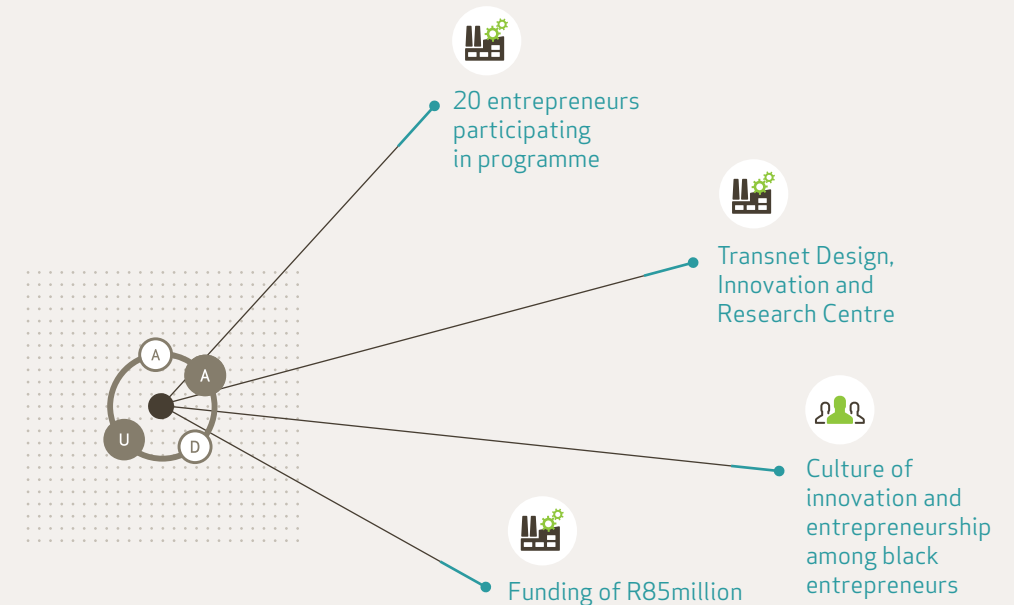 20 entrepreneurs
participating
in programme
Transnet Design,
Innovation and
Research Centre
A
A
U
D
Culture of
innovation and
entrepreneurship
among black
entrepreneurs
Funding of R85million